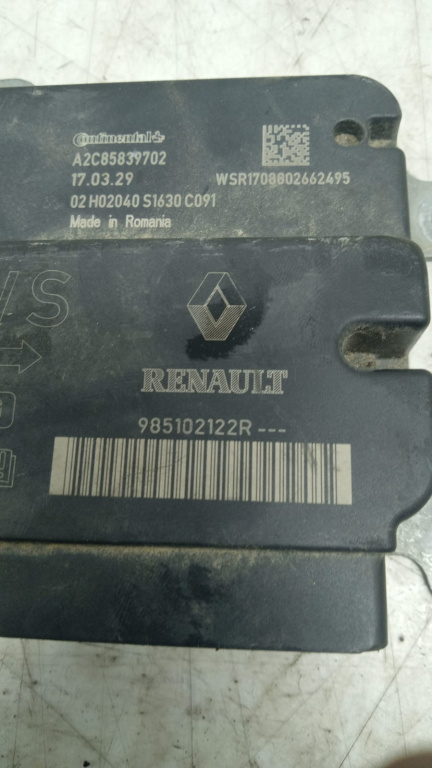 Continental
A2C85839702
17.03.29
WSR1708802662495
02 H02040 S1630 C091
Made in Romania
RENAULT
985102122R ---